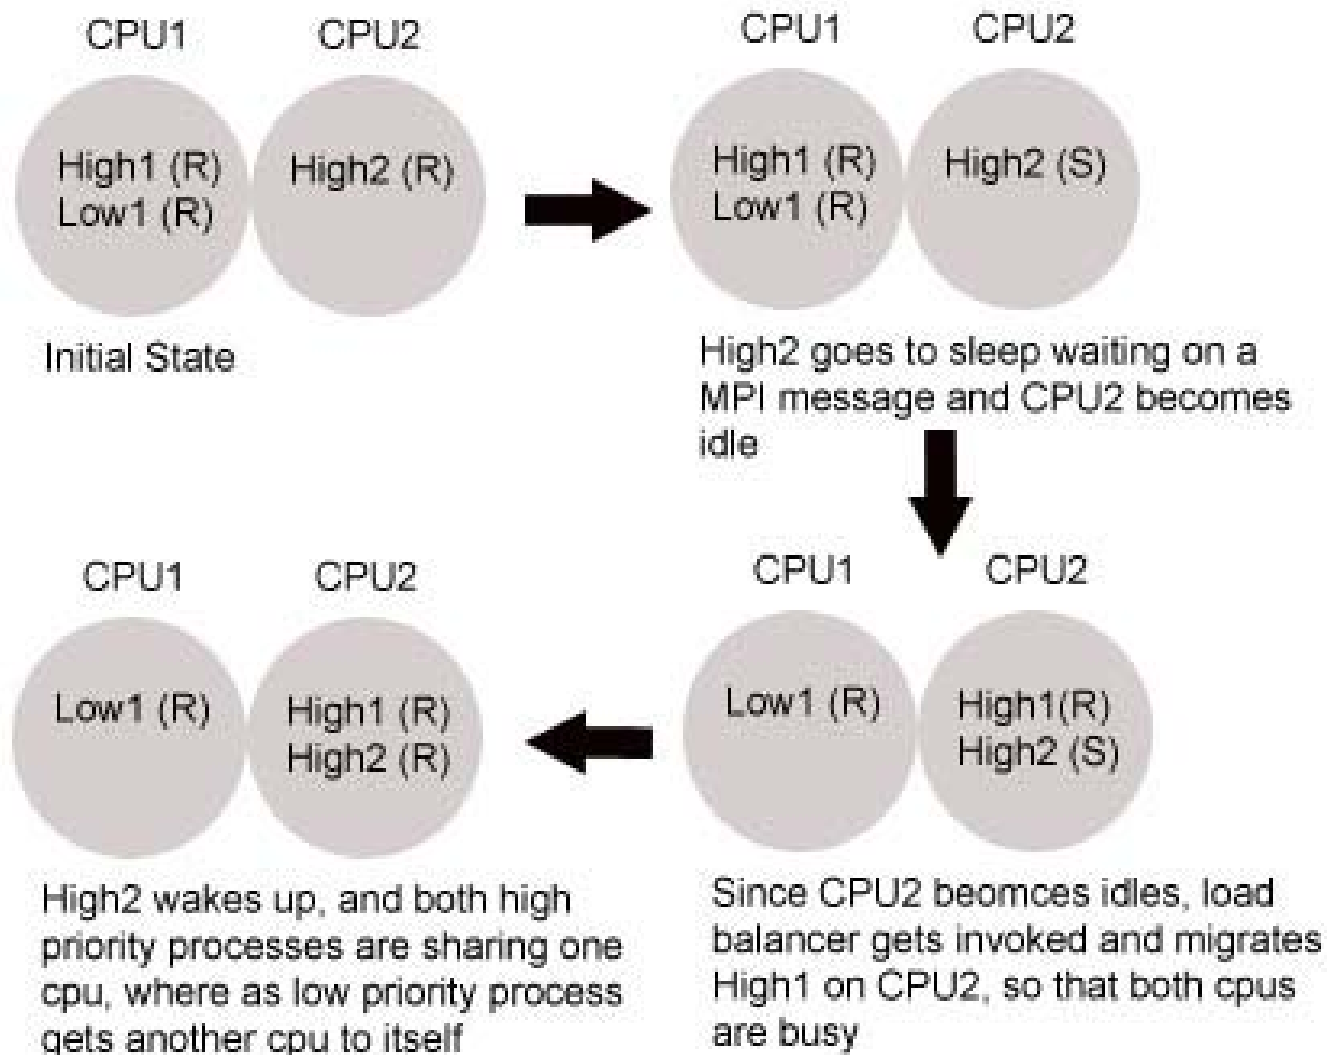 CPU1 CPU2
High1 (R)
Low1 (R)
High2 (R)
Initial State
CPU1 CPU2
High1 (R)
Low1 (R)
High2 (S)
High2 goes to sleep waiting on a
MPI message and CPU2 becomes
idle
CPU1 CPU2
Low1 (R)
High1(R)
High2 (S)
Since CPU2 beomces idles, load
balancer gets invoked and migrates
High1 on CPU2, so that both cpus
are busy
CPU1 CPU2
Low1 (R)
High1 (R)
High2 (R)
High2 wakes up, and both high
priority processes are sharing one
cpu, where as low priority process
gets another cpu to itself